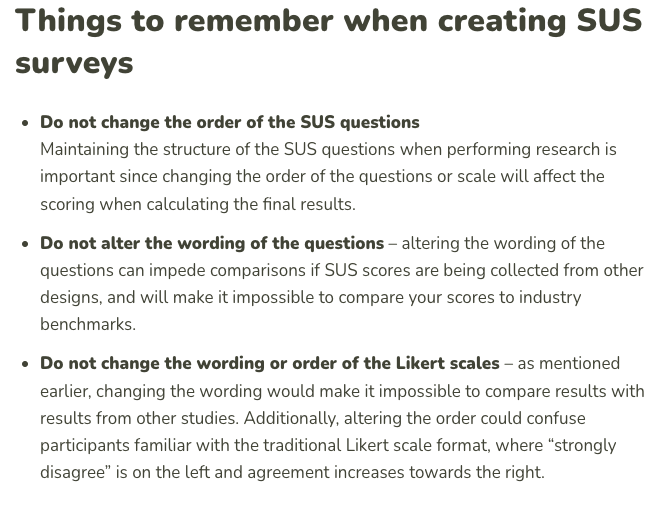 Things to remember when creating SUS
surveys
• Do not change the order of the SUS questions
Maintaining the structure of the SUS questions when performing research is
important since changing the order of the questions or scale will affect the
scoring when calculating the final results.
• Do not alter the wording of the questions – altering the wording of the
questions can impede comparisons if SUS scores are being collected from other
designs, and will make it impossible to compare your scores to industry
benchmarks.
• Do not change the wording or order of the Likert scales – as mentioned
earlier, changing the wording would make it impossible to compare results with
results from other studies. Additionally, altering the order could confuse
participants familiar with the traditional Likert scale format, where “strongly
disagree” is on the left and agreement increases towards the right.